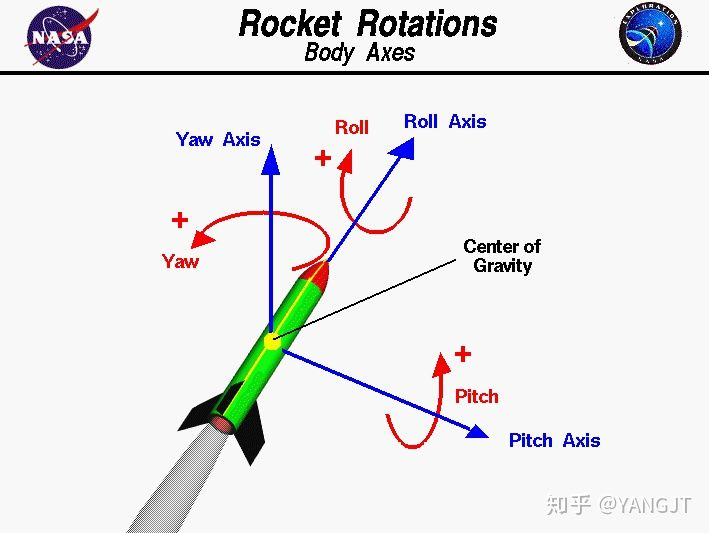 Rocket Rotations
Body Axes
NASA
EXPLORATION
Yaw Axis
Roll
Roll Axis
+
+
Yaw
Center of
Gravity
+
Pitch
Pitch Axis
知乎 @YANGJT